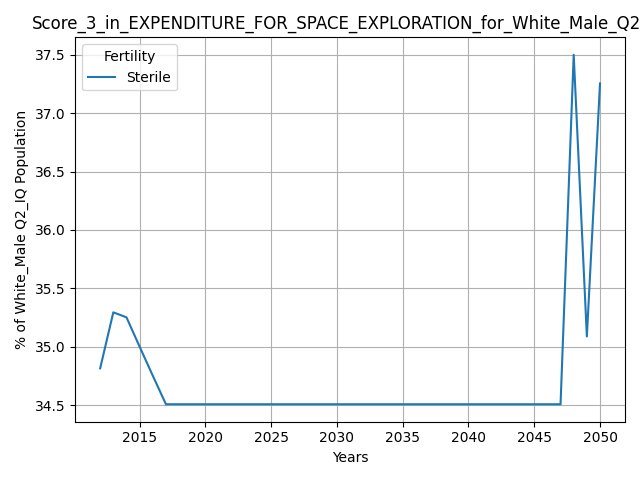 Score_3_in_EXPENDITURE_FOR_SPACE_EXPLORATION_for_White_Male_Q2
Fertility
Sterile
% of White_Male Q2_IQ Population
37.5
37.0
36.5
36.0
35.5
35.0
34.5
2015 2020 2025 2030 2035 2040 2045 2050
Years